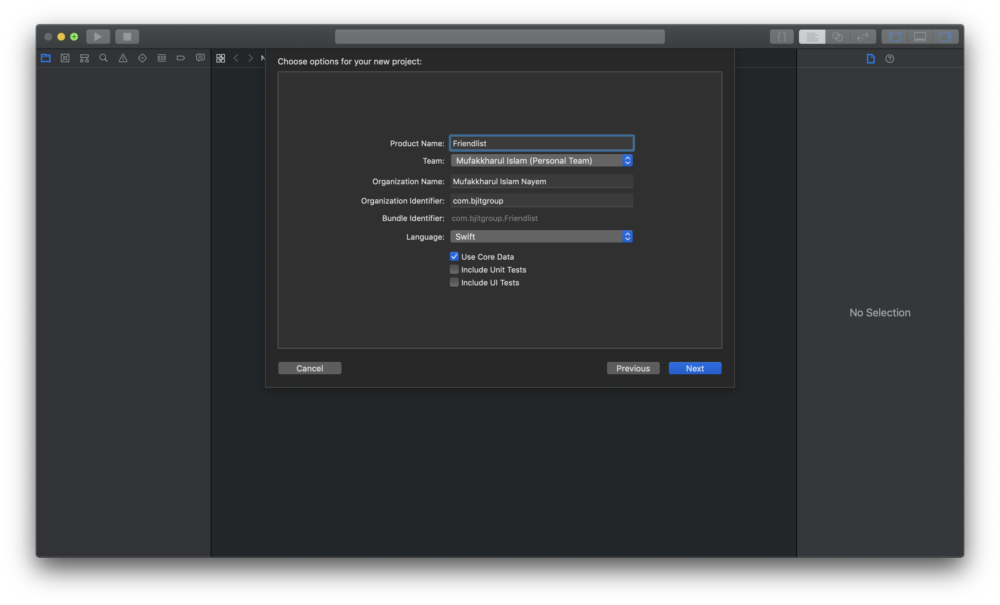 Choose options for your new project:
Product Name: Friendlist
Team: Mufakkharul Islam (Personal Team)
Organization Name: Mufakkharul Islam Nayem
Organization Identifier: com.bjitgroup
Bundle Identifier: com.bjitgroup.Friendlist
Language: Swift
Use Core Data
Include Unit Tests
Include UI Tests
No Selection
Cancel Previous Next